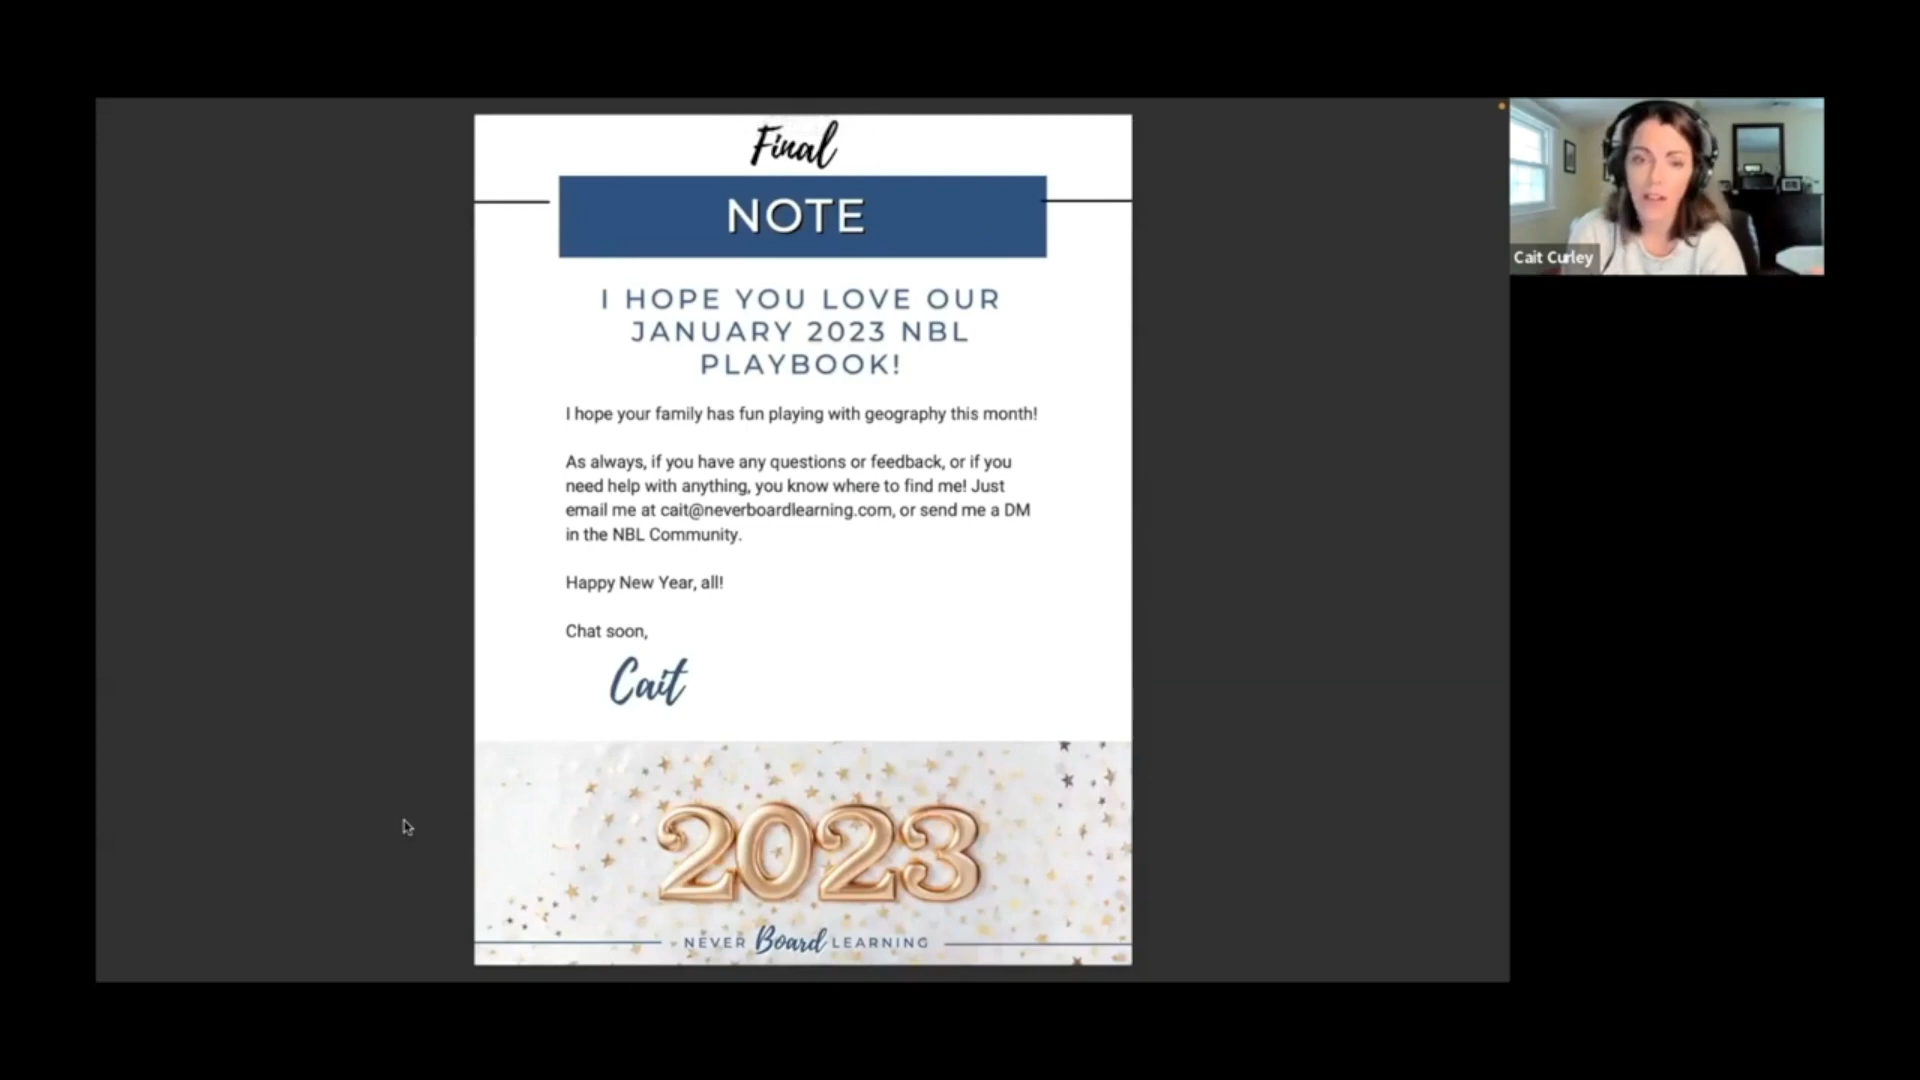 Final
NOTE
I HOPE YOU LOVE OUR
JANUARY 2023 NBL
PLAYBOOK!
I hope your family has fun playing with geography this month!
As always, if you have any questions or feedback, or if you
need help with anything, you know where to find me! Just
email me at cait@neverboardlearning.com, or send me a DM
in the NBL Community.
Happy New Year, all!
Chat soon,
Cait
2023
NEVER Board LEARNING
Cait Curley